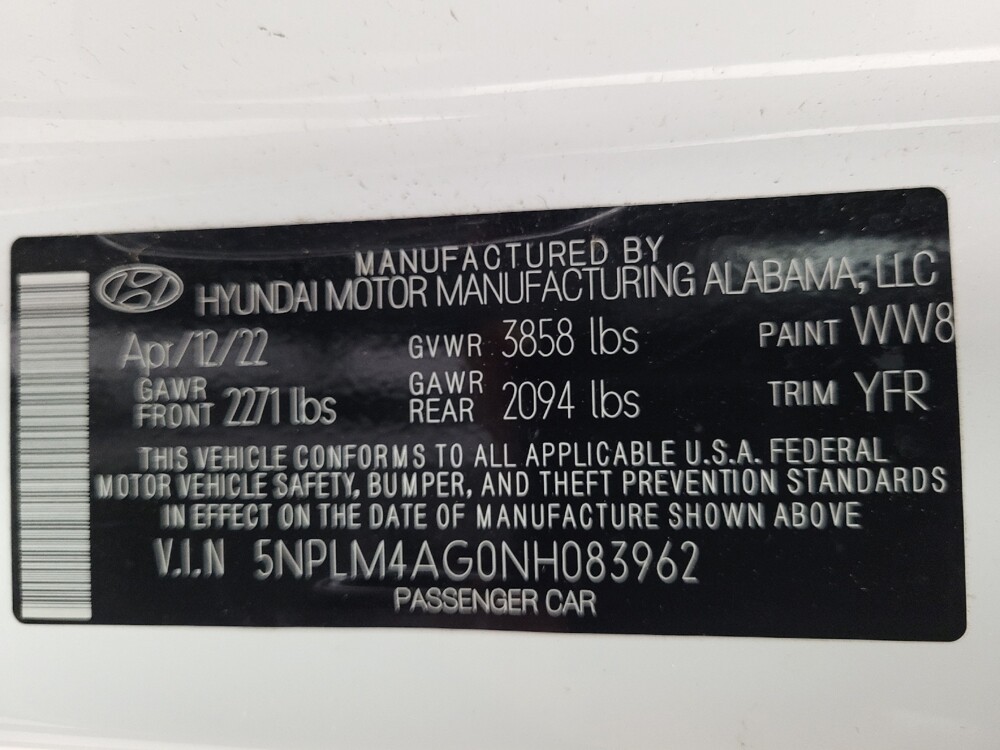 MANUFACTURED BY
HYUNDAI MOTOR MANUFACTURING ALABAMA, LLC
Apr/12/22 GVWR 3858 lbs PAINT WW8
GAWR FRONT 2271 lbs GAWR REAR 2094 lbs TRIM YFR
THIS VEHICLE CONFORMS TO ALL APPLICABLE U.S.A. FEDERAL
MOTOR VEHICLE SAFETY, BUMPER, AND THEFT PREVENTION STANDARDS
IN EFFECT ON THE DATE OF MANUFACTURE SHOWN ABOVE
V.I.N 5NPLM4AG0NH083962
PASSENGER CAR